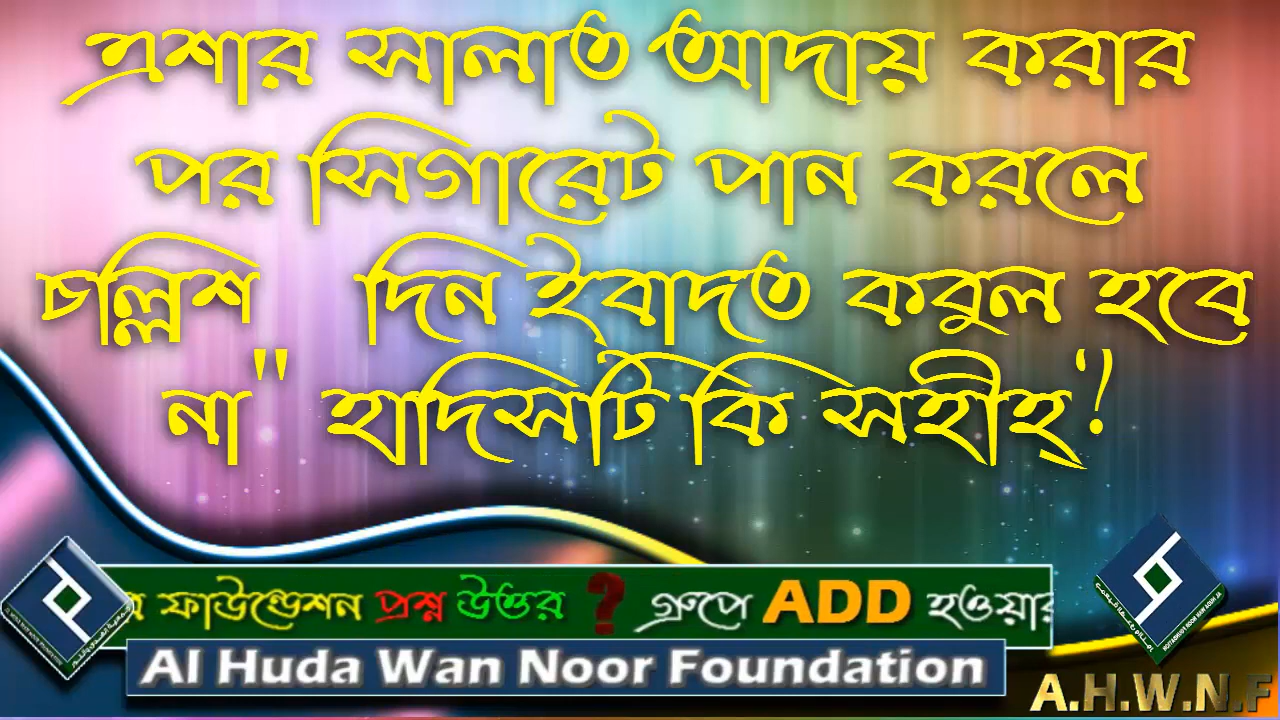 এশার সালাত আদায় করার
পর সিগারেট পান করলে
চল্লিশ দিন ইবাদত কবুল হবে
না" হাদিসটি কি সহীহ্?
ফাউন্ডেশন প্রশ্ন উত্তর ? গ্রুপে ADD হওয়ার
Al Huda Wan Noor Foundation
A.H.W.N.F